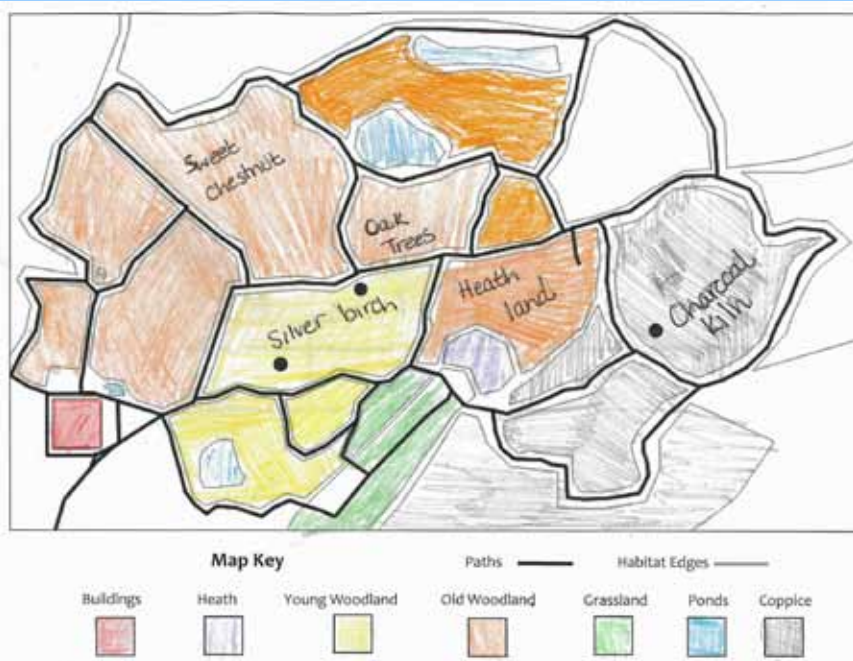 Sweet
Chestnut
Oak
Trees
Heath
land
Silver birch
Charcoal
Kiln
Map Key
Paths
Habitat Edges
Buildings
Heath
Young Woodland
Old Woodland
Grassland
Ponds
Coppice